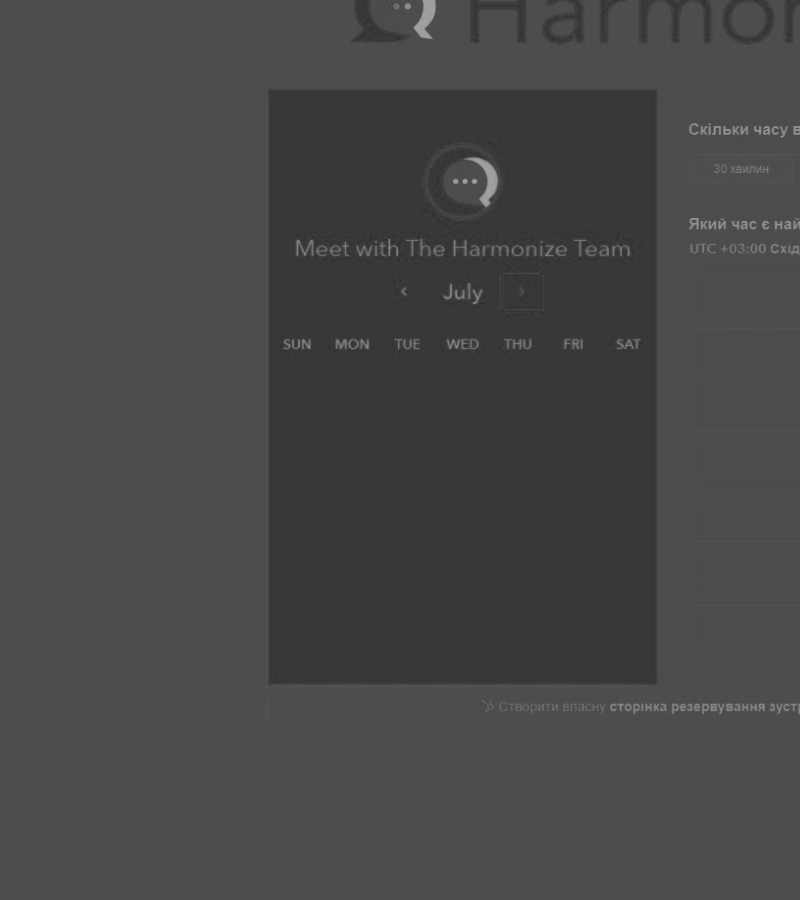 Harmon
Meet with The Harmonize Team
July
SUN MON TUE WED THU FRI SAT
Скільки часу в
30 хвилин
Який час є най
UTC +03:00 Схід
Створити власну сторінка резервування зустр